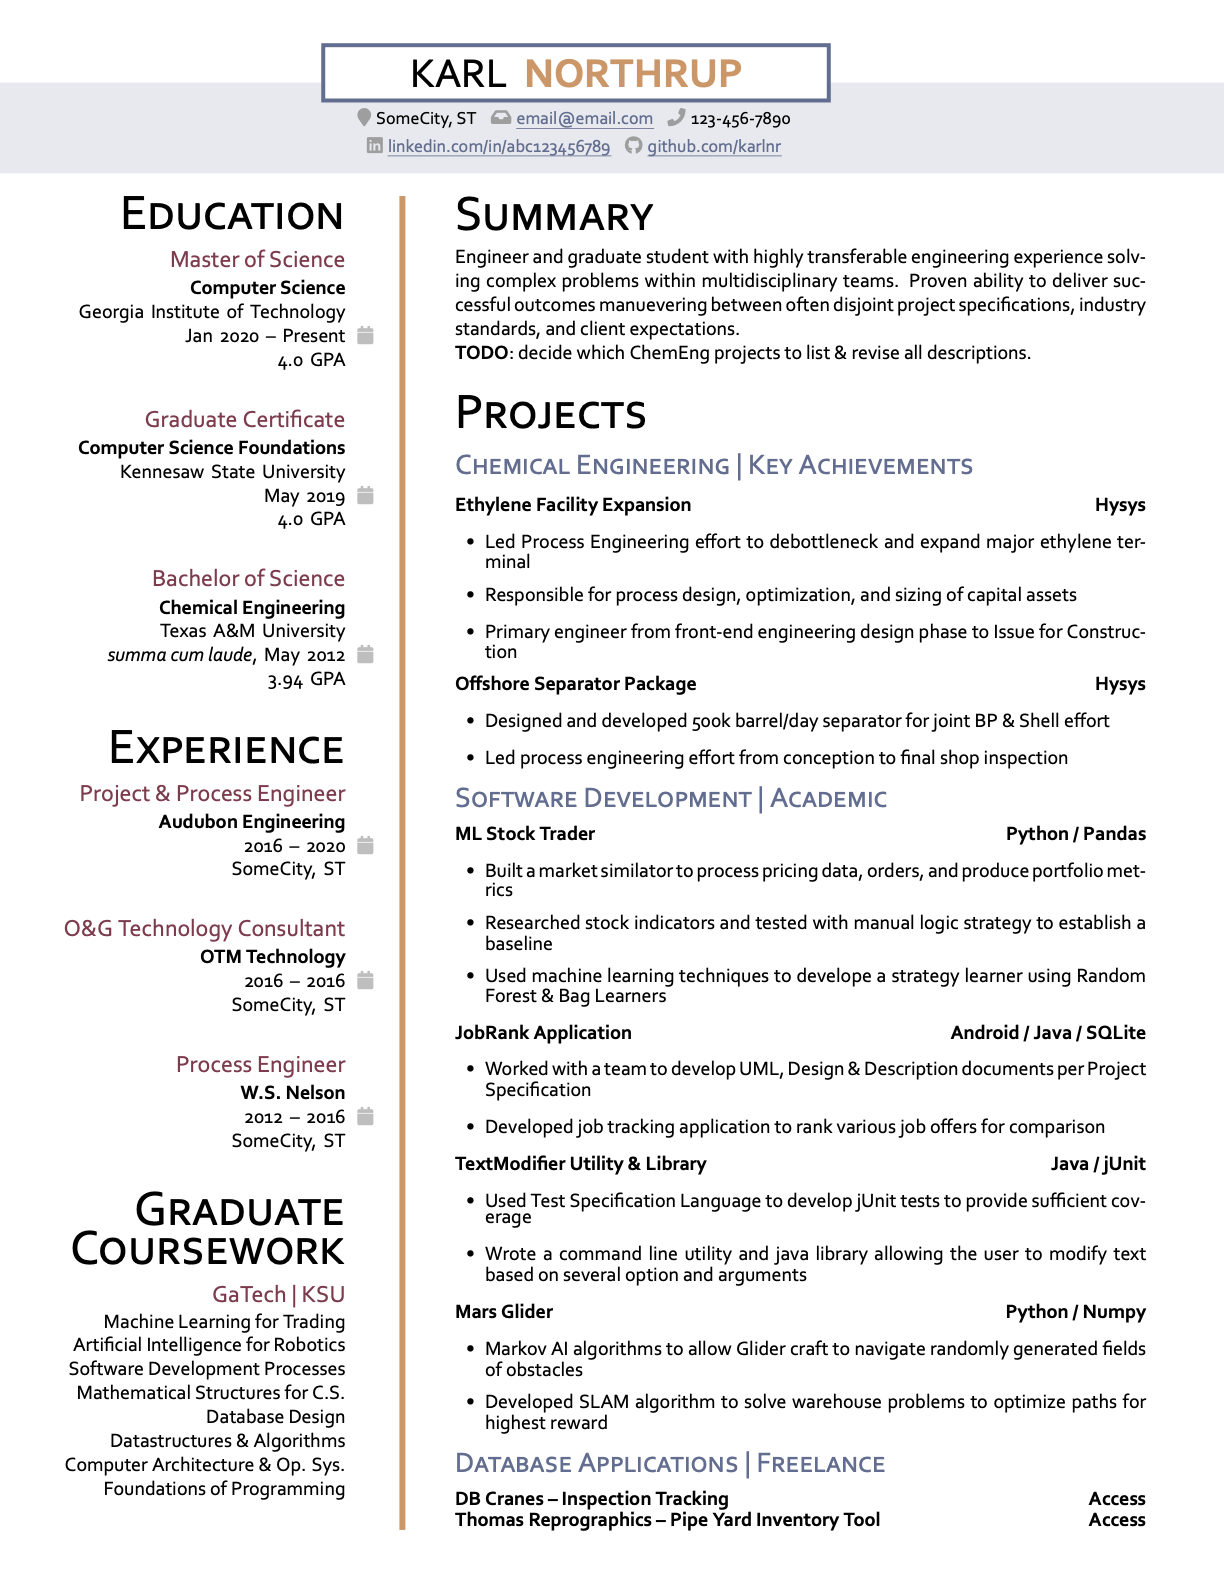 KARL NORTHRUP
SomeCity, ST email@email.com 123-456-7890
linkedin.com/in/abc123456789 github.com/karlnr
EDUCATION
Master of Science
Computer Science
Georgia Institute of Technology
Jan 2020 – Present
4.0 GPA
Graduate Certificate
Computer Science Foundations
Kennesaw State University
May 2019
4.0 GPA
Bachelor of Science
Chemical Engineering
Texas A&M University
summa cum laude, May 2012
3.94 GPA
EXPERIENCE
Project & Process Engineer
Audubon Engineering
2016 – 2020
SomeCity, ST
O&G Technology Consultant
OTM Technology
2016 – 2016
SomeCity, ST
Process Engineer
W.S. Nelson
2012 – 2016
SomeCity, ST
GRADUATE
COURSEWORK
GaTech | KSU
Machine Learning for Trading
Artificial Intelligence for Robotics
Software Development Processes
Mathematical Structures for C.S.
Database Design
Datastructures & Algorithms
Computer Architecture & Op. Sys.
Foundations of Programming
SUMMARY
Engineer and graduate student with highly transferable engineering experience solv-
ing complex problems within multidisciplinary teams. Proven ability to deliver suc-
cessful outcomes manuevering between often disjoint project specifications, industry
standards, and client expectations.
TODO: decide which ChemEng projects to list & revise all descriptions.
PROJECTS
CHEMICAL ENGINEERING | KEY ACHIEVEMENTS
Ethylene Facility Expansion Hysys
• Led Process Engineering effort to debottleneck and expand major ethylene ter-
minal
• Responsible for process design, optimization, and sizing of capital assets
• Primary engineer from front-end engineering design phase to Issue for Construc-
tion
Offshore Separator Package Hysys
• Designed and developed 500k barrel/day separator for joint BP & Shell effort
• Led process engineering effort from conception to final shop inspection
SOFTWARE DEVELOPMENT | ACADEMIC
ML Stock Trader Python / Pandas
• Built a market similator to process pricing data, orders, and produce portfolio met-
rics
• Researched stock indicators and tested with manual logic strategy to establish a
baseline
• Used machine learning techniques to develope a strategy learner using Random
Forest & Bag Learners
JobRank Application Android / Java / SQLite
• Worked with a team to develop UML, Design & Description documents per Project
Specification
• Developed job tracking application to rank various job offers for comparison
TextModifier Utility & Library Java / jUnit
• Used Test Specification Language to develop jUnit tests to provide sufficient cov-
erage
• Wrote a command line utility and java library allowing the user to modify text
based on several option and arguments
Mars Glider Python / Numpy
• Markov AI algorithms to allow Glider craft to navigate randomly generated fields
of obstacles
• Developed SLAM algorithm to solve warehouse problems to optimize paths for
highest reward
DATABASE APPLICATIONS | FREELANCE
DB Cranes – Inspection Tracking Access
Thomas Reprographics – Pipe Yard Inventory Tool Access